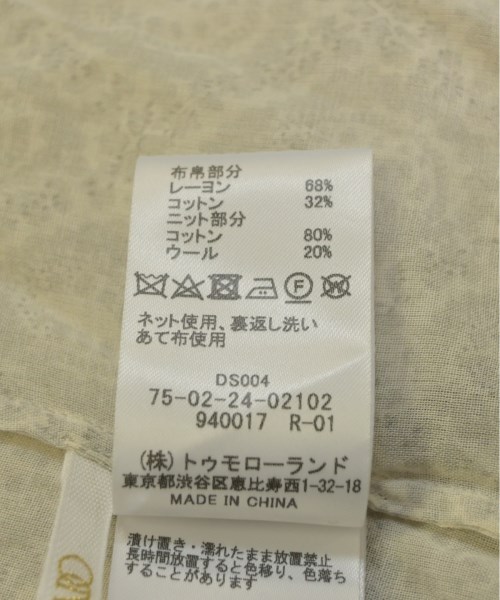 布帛部分
レーヨン 68%
コットン 32%
ニット部分
コットン 80%
ウール 20%
ネット使用、裏返し洗い
あて布使用
DS004
75-02-24-02102
940017 R-01
(株)トゥモローランド
東京都渋谷区恵比寿西1-32-18
MADE IN CHINA
漬け置き・濡れたまま放置禁止
長時間放置すると色移り、色落ち
することがあります